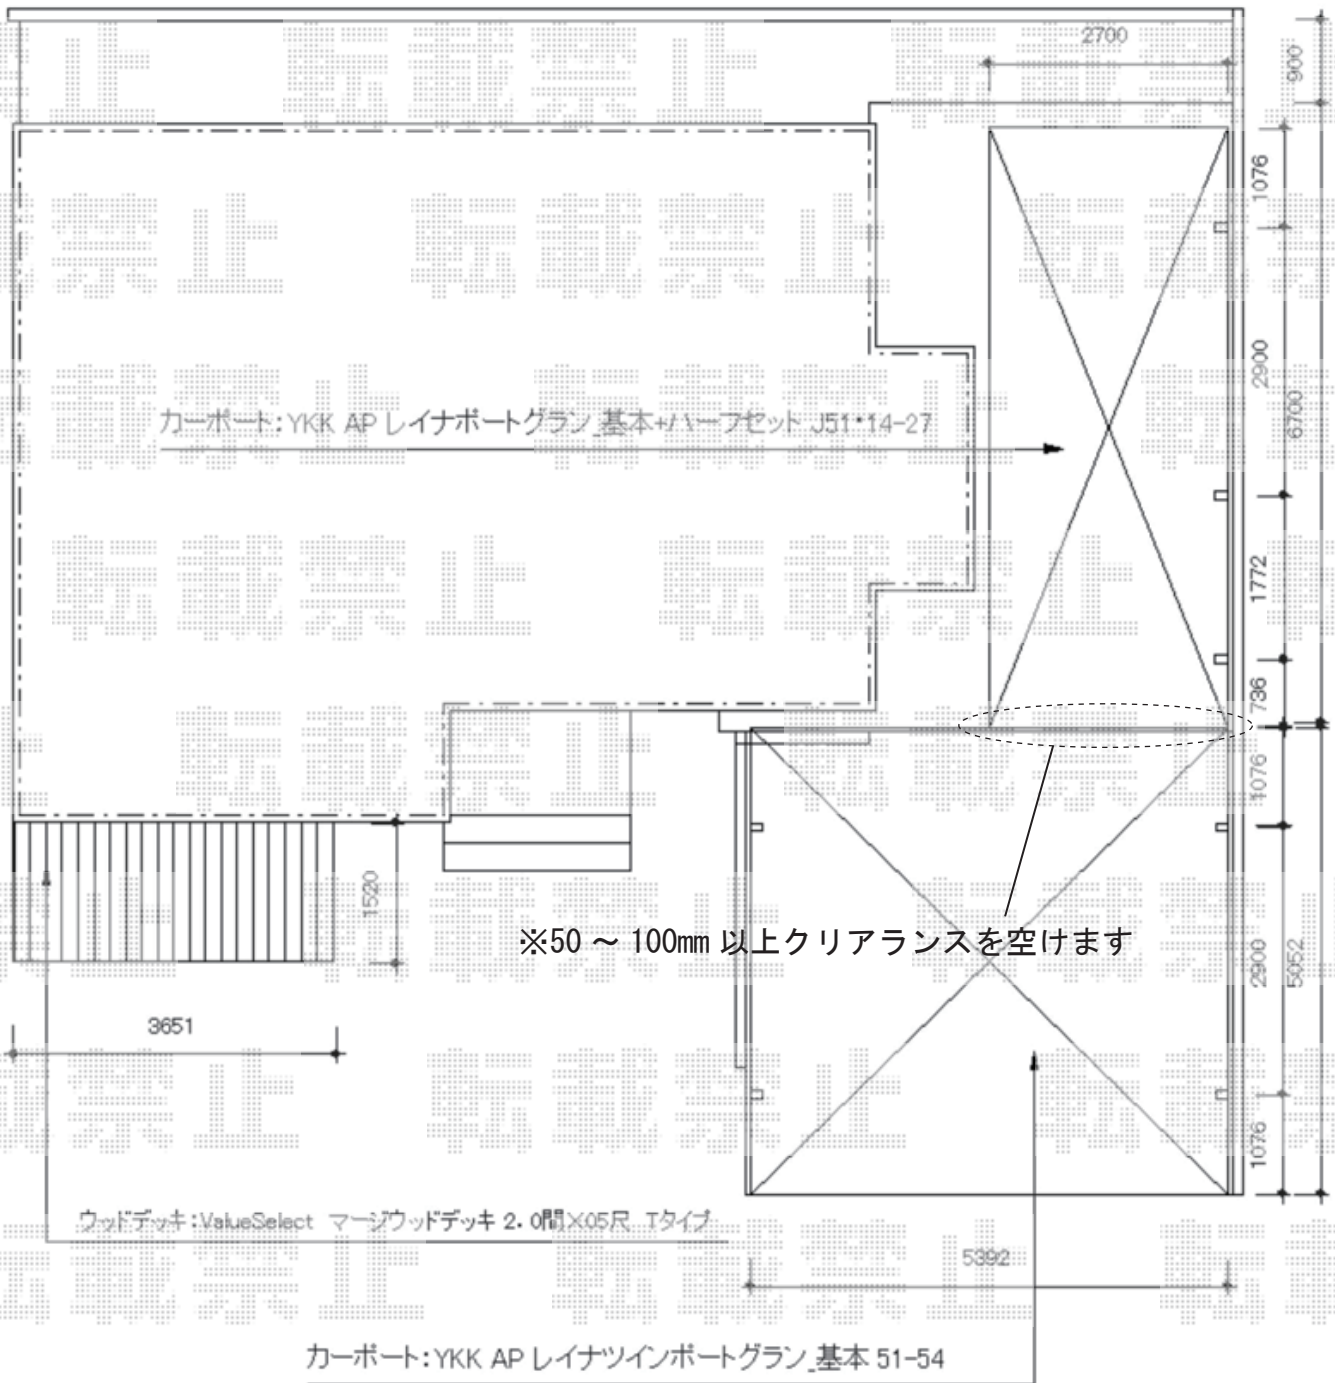 転載禁止
2700
900
1076
カーポート：YKK AP レイナポートグラン_基本+ハーフセット J51・14-27
2900
6700
1772
736
1076
1520
※50 ～ 100mm 以上クリアランスを空けます
2900
5052
3651
1076
ウッドデッキ：ValueSelect マージウッドデッキ 2.0間×05尺 Tタイプ
5392
カーポート：YKK AP レイナツインポートグラン_基本 51-54